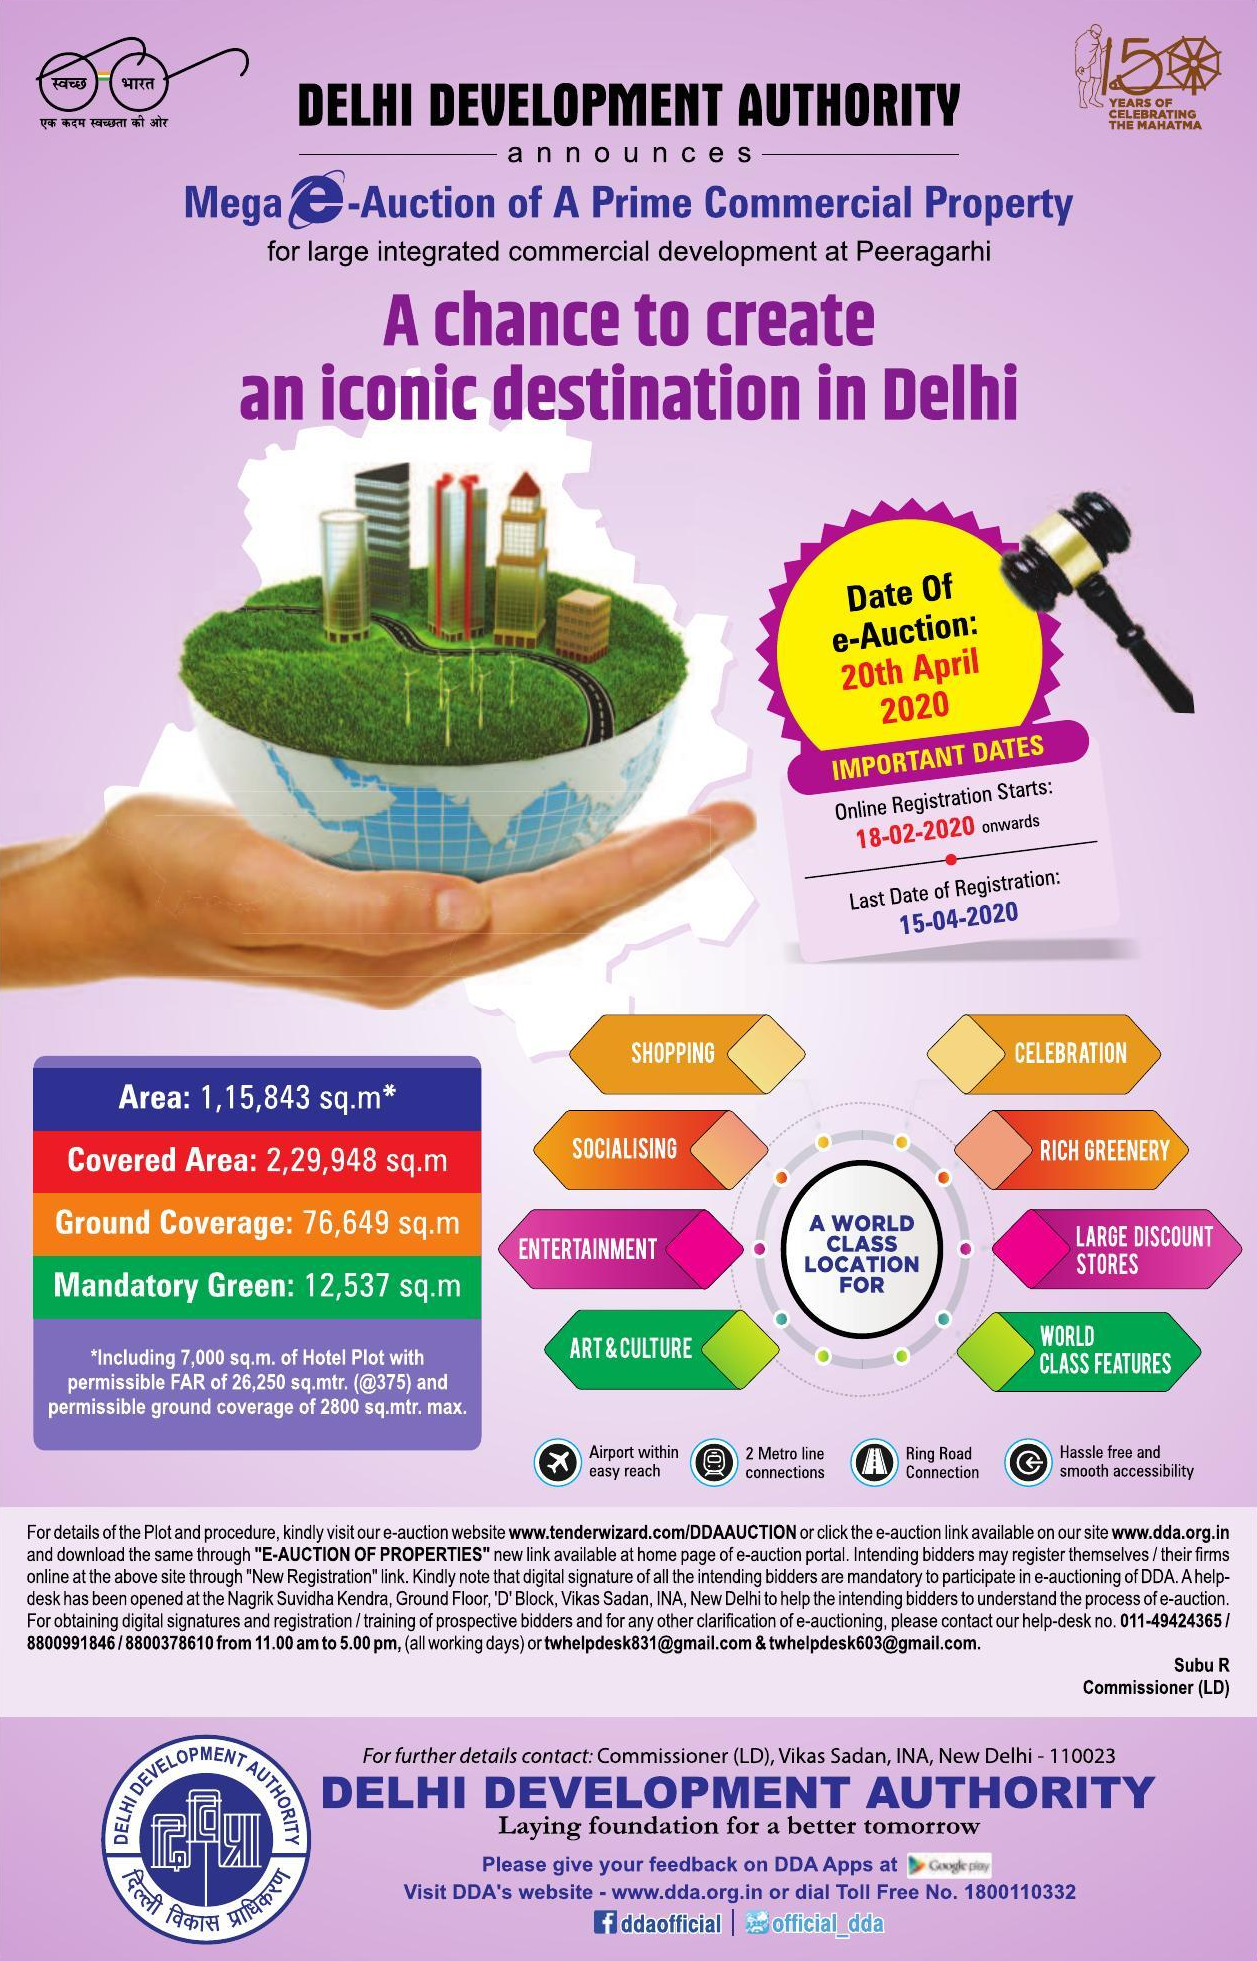 स्वच्छ भारत
एक कदम स्वच्छता की ओर
150
YEARS OF
CELEBRATING
THE MAHATMA
DELHI DEVELOPMENT AUTHORITY
announces
Mega e-Auction of A Prime Commercial Property
for large integrated commercial development at Peeragarhi
A chance to create
an iconic destination in Delhi
Date Of
e-Auction:
20th April
2020
IMPORTANT DATES
Online Registration Starts:
18-02-2020 onwards
Last Date of Registration:
15-04-2020
Area: 1,15,843 sq.m*
Covered Area: 2,29,948 sq.m
Ground Coverage: 76,649 sq.m
Mandatory Green: 12,537 sq.m
*Including 7,000 sq.m. of Hotel Plot with
permissible FAR of 26,250 sq.mtr. (@375) and
permissible ground coverage of 2800 sq.mtr. max.
SHOPPING
CELEBRATION
SOCIALISING
RICH GREENERY
ENTERTAINMENT
LARGE DISCOUNT
STORES
ART & CULTURE
WORLD
CLASS FEATURES
A WORLD
CLASS
LOCATION
FOR
Airport within
easy reach
2 Metro line
connections
Ring Road
Connection
Hassle free and
smooth accessibility
For details of the Plot and procedure, kindly visit our e-auction website www.tenderwizard.com/DDAAUCTION or click the e-auction link available on our site www.dda.org.in
and download the same through "E-AUCTION OF PROPERTIES" new link available at home page of e-auction portal. Intending bidders may register themselves / their firms
online at the above site through "New Registration" link. Kindly note that digital signature of all the intending bidders are mandatory to participate in e-auctioning of DDA. A help-
desk has been opened at the Nagrik Suvidha Kendra, Ground Floor, 'D' Block, Vikas Sadan, INA, New Delhi to help the intending bidders to understand the process of e-auction.
For obtaining digital signatures and registration / training of prospective bidders and for any other clarification of e-auctioning, please contact our help-desk no. 011-49424365 /
8800991846 / 8800378610 from 11.00 am to 5.00 pm, (all working days) or twhelpdesk831@gmail.com & twhelpdesk603@gmail.com.
Subu R
Commissioner (LD)
DELHI DEVELOPMENT AUTHORITY
दिविप्रा
दिल्ली विकास प्राधिकरण
For further details contact: Commissioner (LD), Vikas Sadan, INA, New Delhi - 110023
DELHI DEVELOPMENT AUTHORITY
Laying foundation for a better tomorrow
Please give your feedback on DDA Apps at Google play
Visit DDA's website - www.dda.org.in or dial Toll Free No. 1800110332
ddaofficial | official_dda